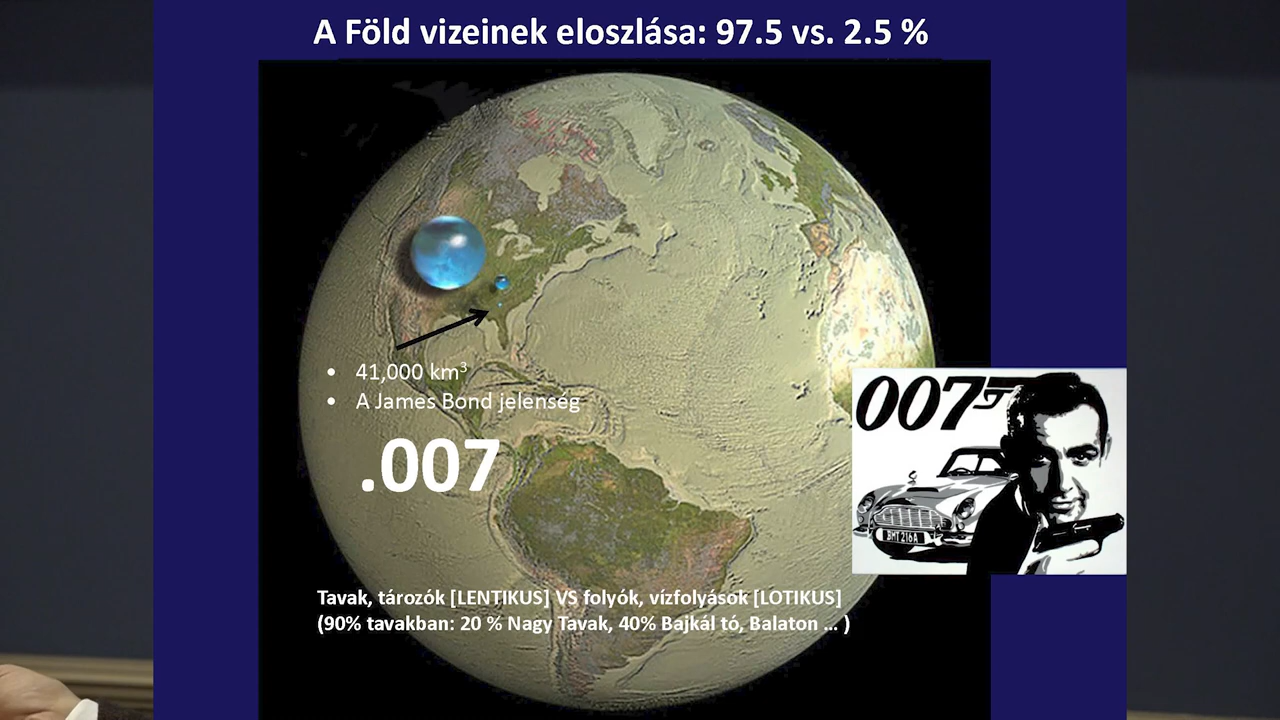 A Föld vizeinek eloszlása: 97.5 vs. 2.5 %
• 41,000 km³
• A James Bond jelenség
.007
007
BMT 216A
Tavak, tározók [LENTIKUS] VS folyók, vízfolyások [LOTIKUS]
(90% tavakban: 20 % Nagy Tavak, 40% Bajkál tó, Balaton ... )